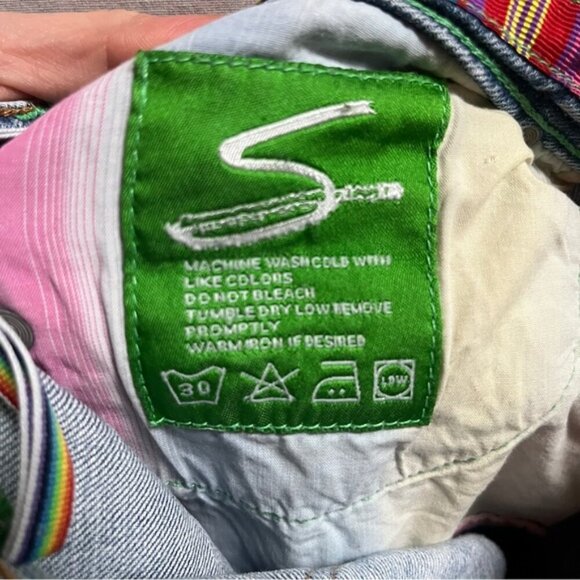 S
MACHINE WASH COLD WITH
LIKE COLORS
DO NOT BLEACH
TUMBLE DRY LOW REMOVE
PROMPTLY
WARM IRON IF DESIRED
30 LOW